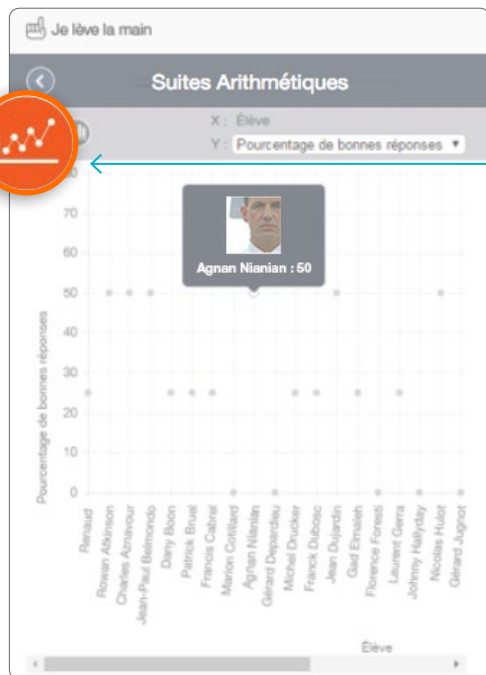 Je lève la main
Suites Arithmétiques
X : Élève
Y : Pourcentage de bonnes réponses
70
60
50
40
30
20
10
0
Agnan Nianian : 50
Pourcentage de bonnes réponses
Renaud
Rowan Atkinson
Charles Aznavour
Jean-Paul Belmondo
Dany Boon
Patrick Bruel
Francis Cabrel
Marion Cotillard
Agnan Nianian
Gérard Depardieu
Michel Drucker
Franck Dubosc
Jean Dujardin
Gad Elmaleh
Florence Foresti
Laurent Gerra
Johnny Hallyday
Nicolas Hulot
Gérard Jugnot
Élève